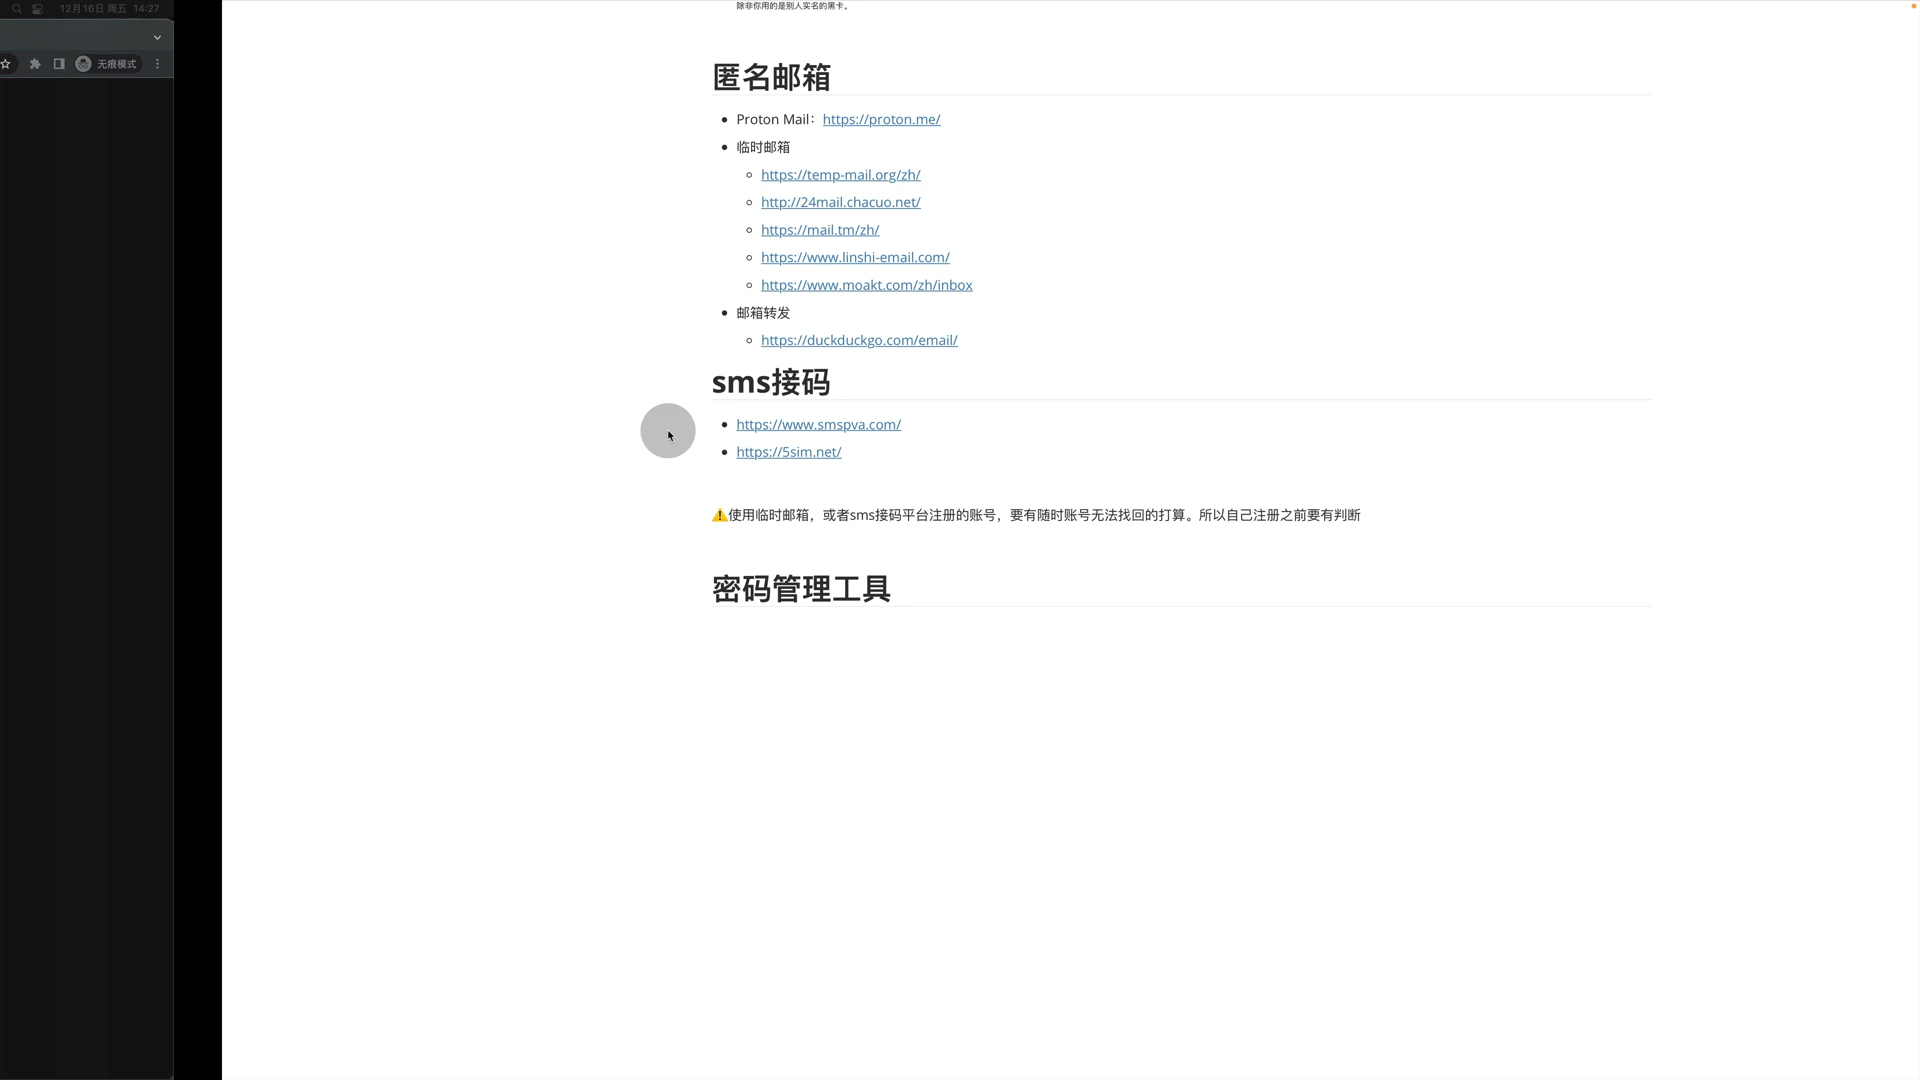 12月16日 周五 14:27
无痕模式
除非你用的是别人实名的黑卡。
匿名邮箱
Proton Mail：https://proton.me/
临时邮箱
https://temp-mail.org/zh/
http://24mail.chacuo.net/
https://mail.tm/zh/
https://www.linshi-email.com/
https://www.moakt.com/zh/inbox
邮箱转发
https://duckduckgo.com/email/
sms接码
https://www.smspva.com/
https://5sim.net/
⚠️使用临时邮箱，或者sms接码平台注册的账号，要有随时账号无法找回的打算。所以自己注册之前要有判断
密码管理工具